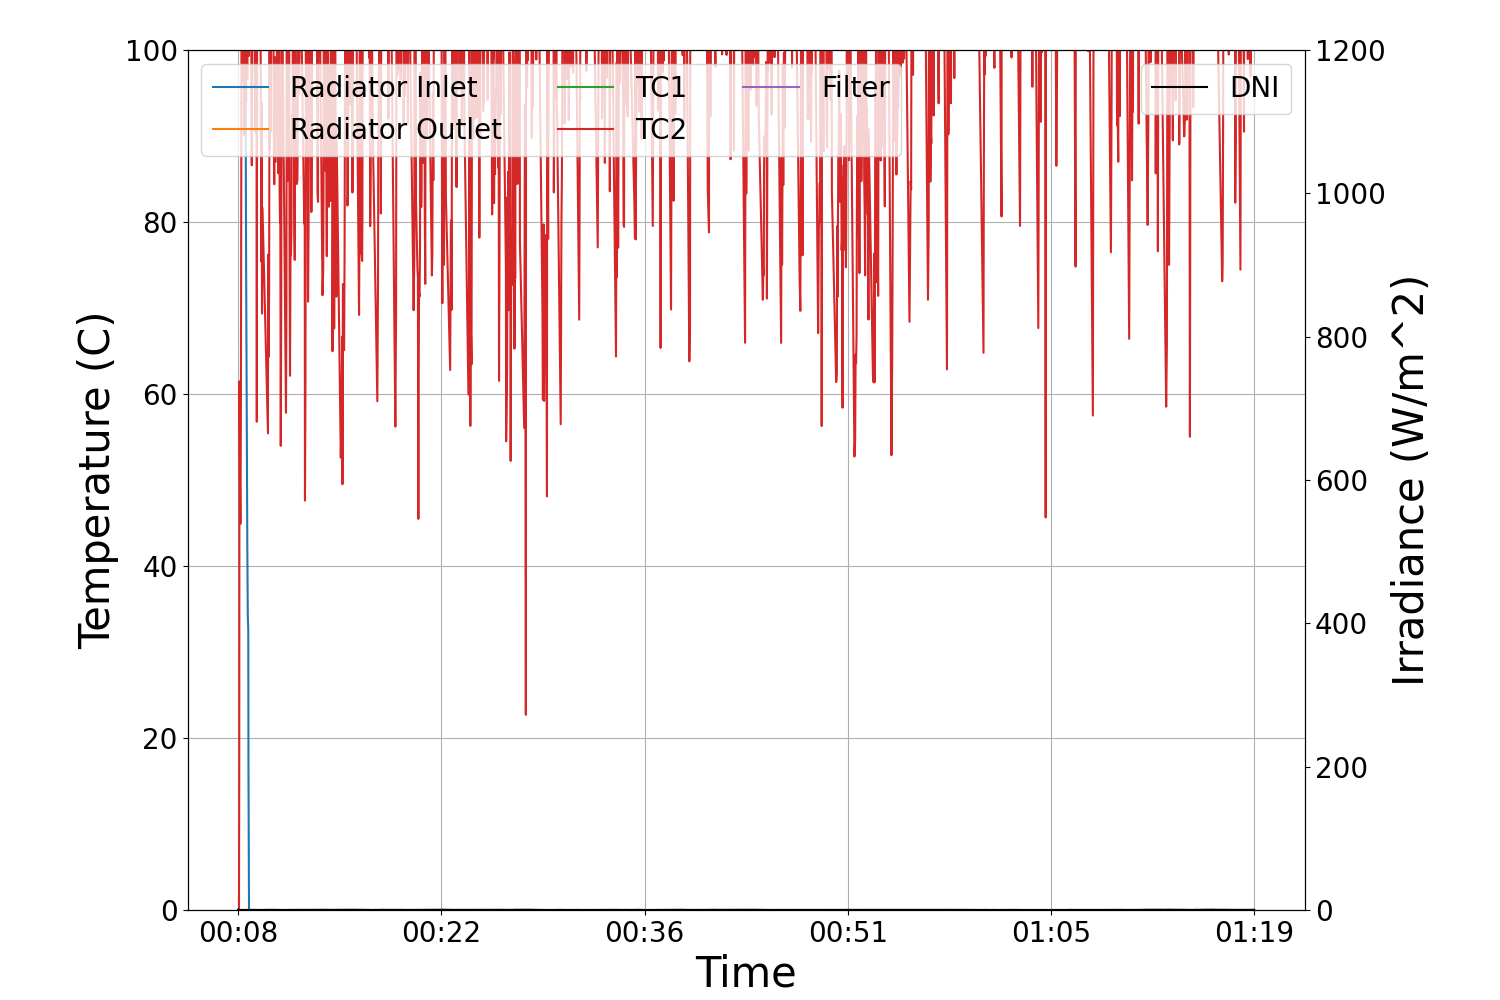 100
80
60
40
20
0
Temperature (C)
Radiator Inlet
Radiator Outlet
TC1
TC2
Filter
DNI
1200
1000
800
600
400
200
0
Irradiance (W/m^2)
00:08
00:22
00:36
00:51
01:05
01:19
Time